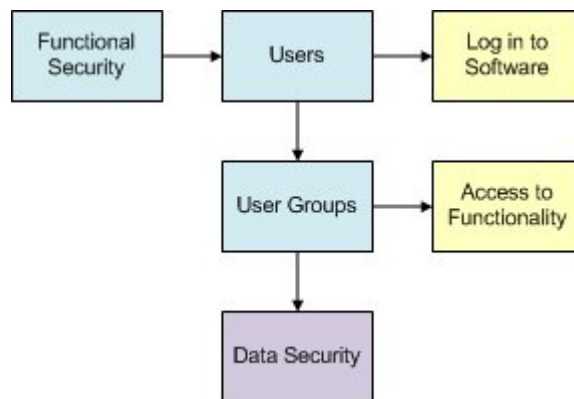 Functional
Security
Users
Log in to
Software
User Groups
Access to
Functionality
Data Security